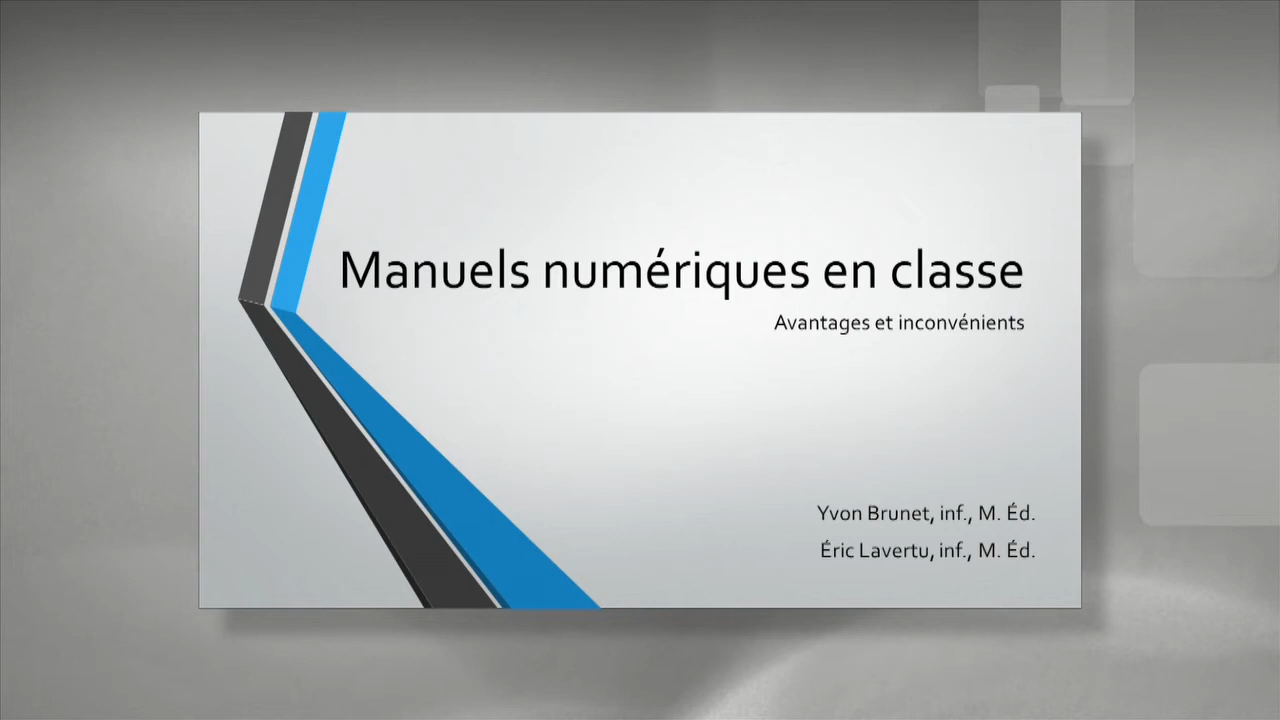 Manuels numériques en classe
Avantages et inconvénients
Yvon Brunet, inf., M. Éd.
Éric Lavertu, inf., M. Éd.